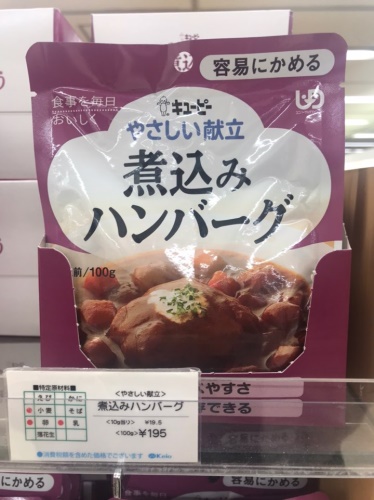 容易にかめる
食事を毎日
おいしく
キユーピー
やさしい献立
煮込み
ハンバーグ
前/100g
やすさ
できる
■特定原材料■
えび
かに
小麦
そば
卵
乳
落花生
<やさしい献立>
煮込みハンバーグ
<10g当り> ¥19.5
<100g> ¥195
容易にかめる